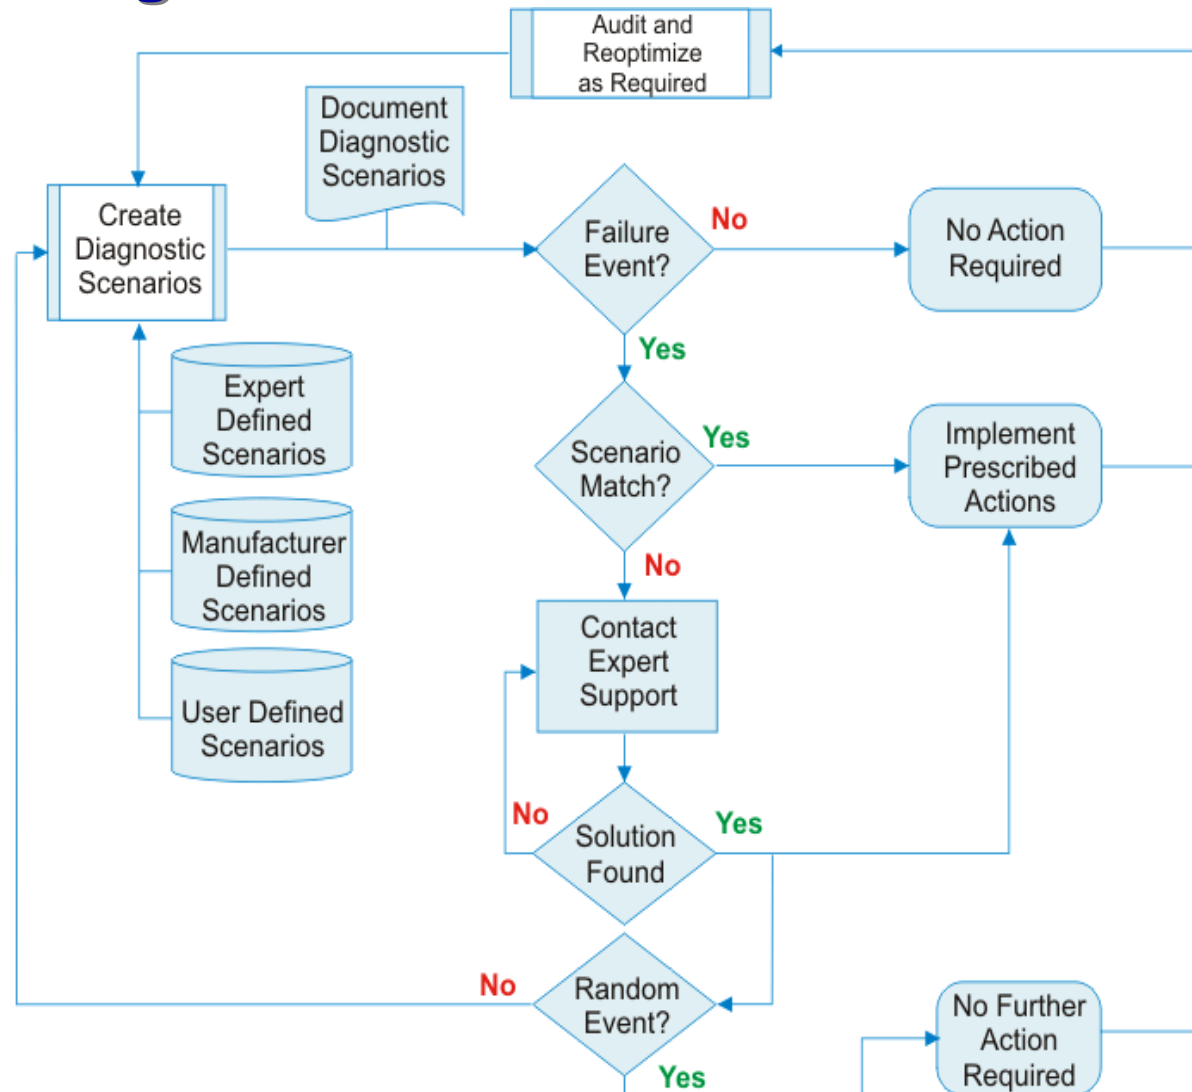 Audit and
Reoptimize
as Required
Document
Diagnostic
Scenarios
Create
Diagnostic
Scenarios
Failure
Event?
No
No Action
Required
Yes
Expert
Defined
Scenarios
Scenario
Match?
Yes
Implement
Prescribed
Actions
Manufacturer
Defined
Scenarios
No
Contact
Expert
Support
User Defined
Scenarios
No
Solution
Found
Yes
No
Random
Event?
No Further
Action
Required
Yes